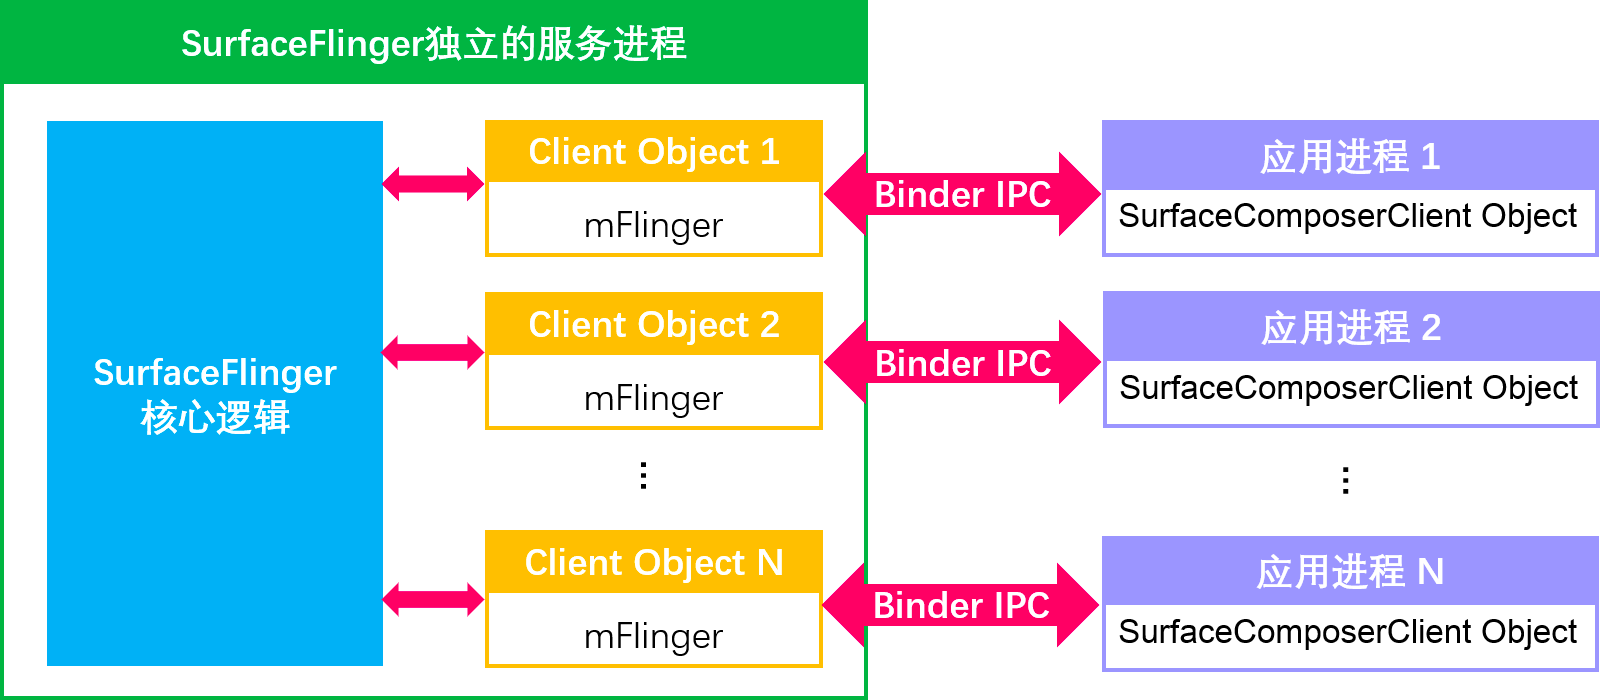 SurfaceFlinger独立的服务进程
SurfaceFlinger
核心逻辑
Client Object 1
mFlinger
Binder IPC
应用进程 1
SurfaceComposerClient Object
Client Object 2
mFlinger
Binder IPC
应用进程 2
SurfaceComposerClient Object
...
...
Client Object N
mFlinger
Binder IPC
应用进程 N
SurfaceComposerClient Object